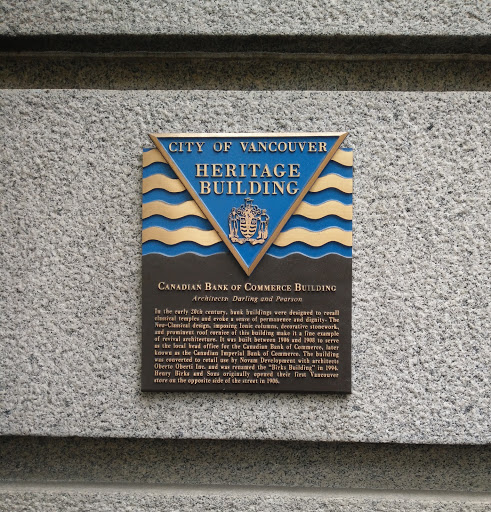 CITY OF VANCOUVER
HERITAGE
BUILDING
CANADIAN BANK OF COMMERCE BUILDING
Architects: Darling and Pearson
In the early 20th century, bank buildings were designed to recall
classical temples and evoke a sense of permanence and dignity. The
Neo-Classical design, imposing Ionic columns, decorative stonework,
and prominent roof cornice of this building make it a fine example
of revival architecture. It was built between 1906 and 1908 to serve
as the local head office for the Canadian Bank of Commerce, later
known as the Canadian Imperial Bank of Commerce. The building
was converted to retail use by Novam Development with architects
Oberto Oberti Inc. and was renamed the "Birks Building" in 1994.
Henry Birks and Sons originally opened their first Vancouver
store on the opposite side of the street in 1906.